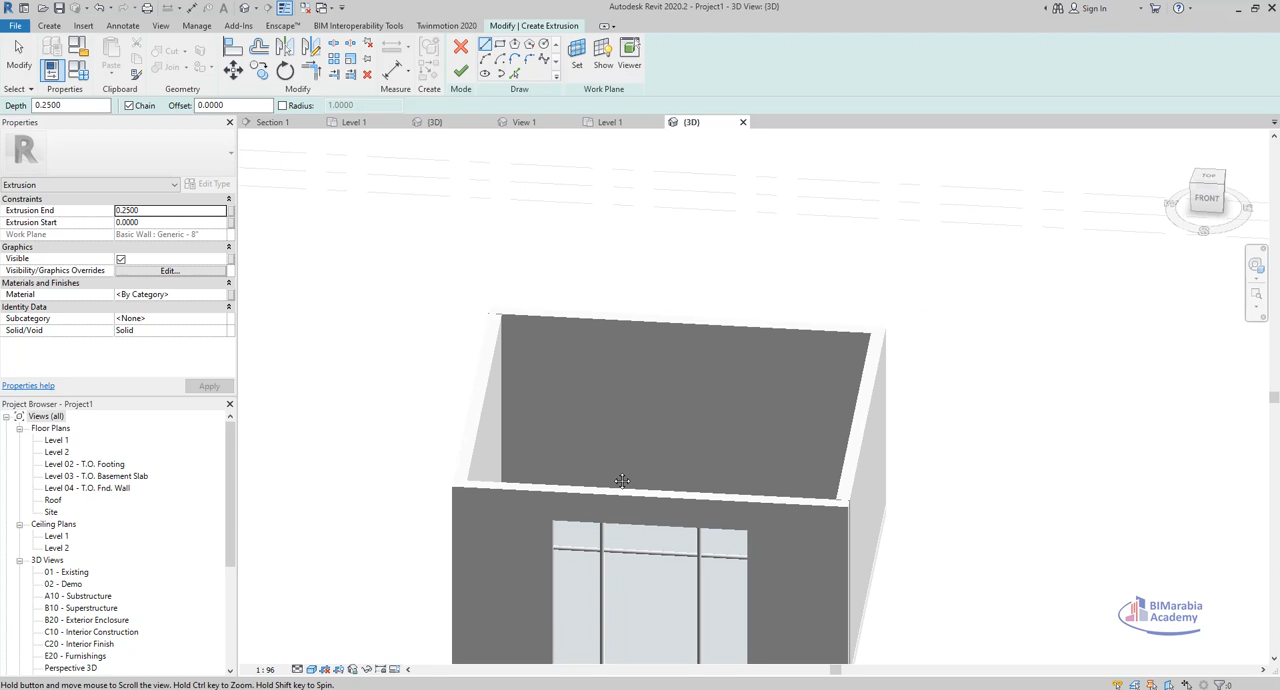 Autodesk Revit 2020.2 - Project1 - 3D View: {3D}
Sign In
File Create Insert Annotate View Manage Add-Ins Enscape™ BIM Interoperability Tools Twinmotion 2020 Modify | Create Extrusion
Modify Paste Cut Join Create Set Show Viewer
Select Properties Clipboard Geometry Modify Measure Create Mode Draw Work Plane
Depth 0.2500 Chain Offset: 0.0000 Radius: 1.0000
Properties
Section 1 Level 1 {3D} View 1 Level 1 {3D}
Extrusion Edit Type
Constraints
Extrusion End 0.2500
Extrusion Start 0.0000
Work Plane Basic Wall : Generic - 8"
Graphics
Visible
Visibility/Graphics Overrides Edit...
Materials and Finishes
Material <By Category>
Identity Data
Subcategory <None>
Solid/Void Solid
Properties help Apply
Project Browser - Project1
Views (all)
Floor Plans
Level 1
Level 2
Level 02 - T.O. Footing
Level 03 - T.O. Basement Slab
Level 04 - T.O. Fnd. Wall
Roof
Site
Ceiling Plans
Level 1
Level 2
3D Views
01 - Existing
02 - Demo
A10 - Substructure
B10 - Superstructure
B20 - Exterior Enclosure
C10 - Interior Construction
C20 - Interior Finish
E20 - Furnishings
Perspective 3D
TOP
FRONT
BIMarabia
Academy
1 : 96
Hold button and move mouse to Scroll the view. Hold Ctrl key to Zoom. Hold Shift key to Spin.
:0